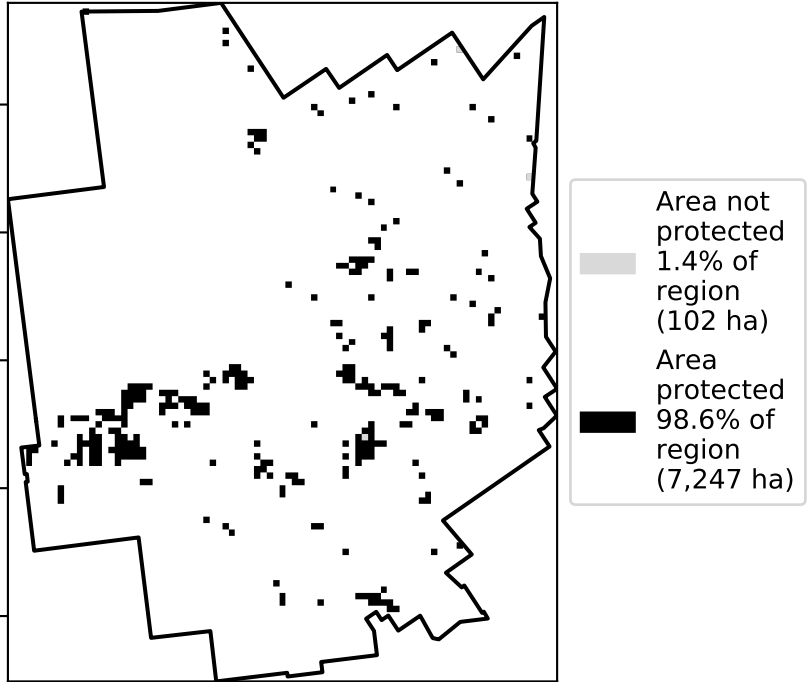 Area not
protected
1.4% of
region
(102 ha)
Area
protected
98.6% of
region
(7,247 ha)